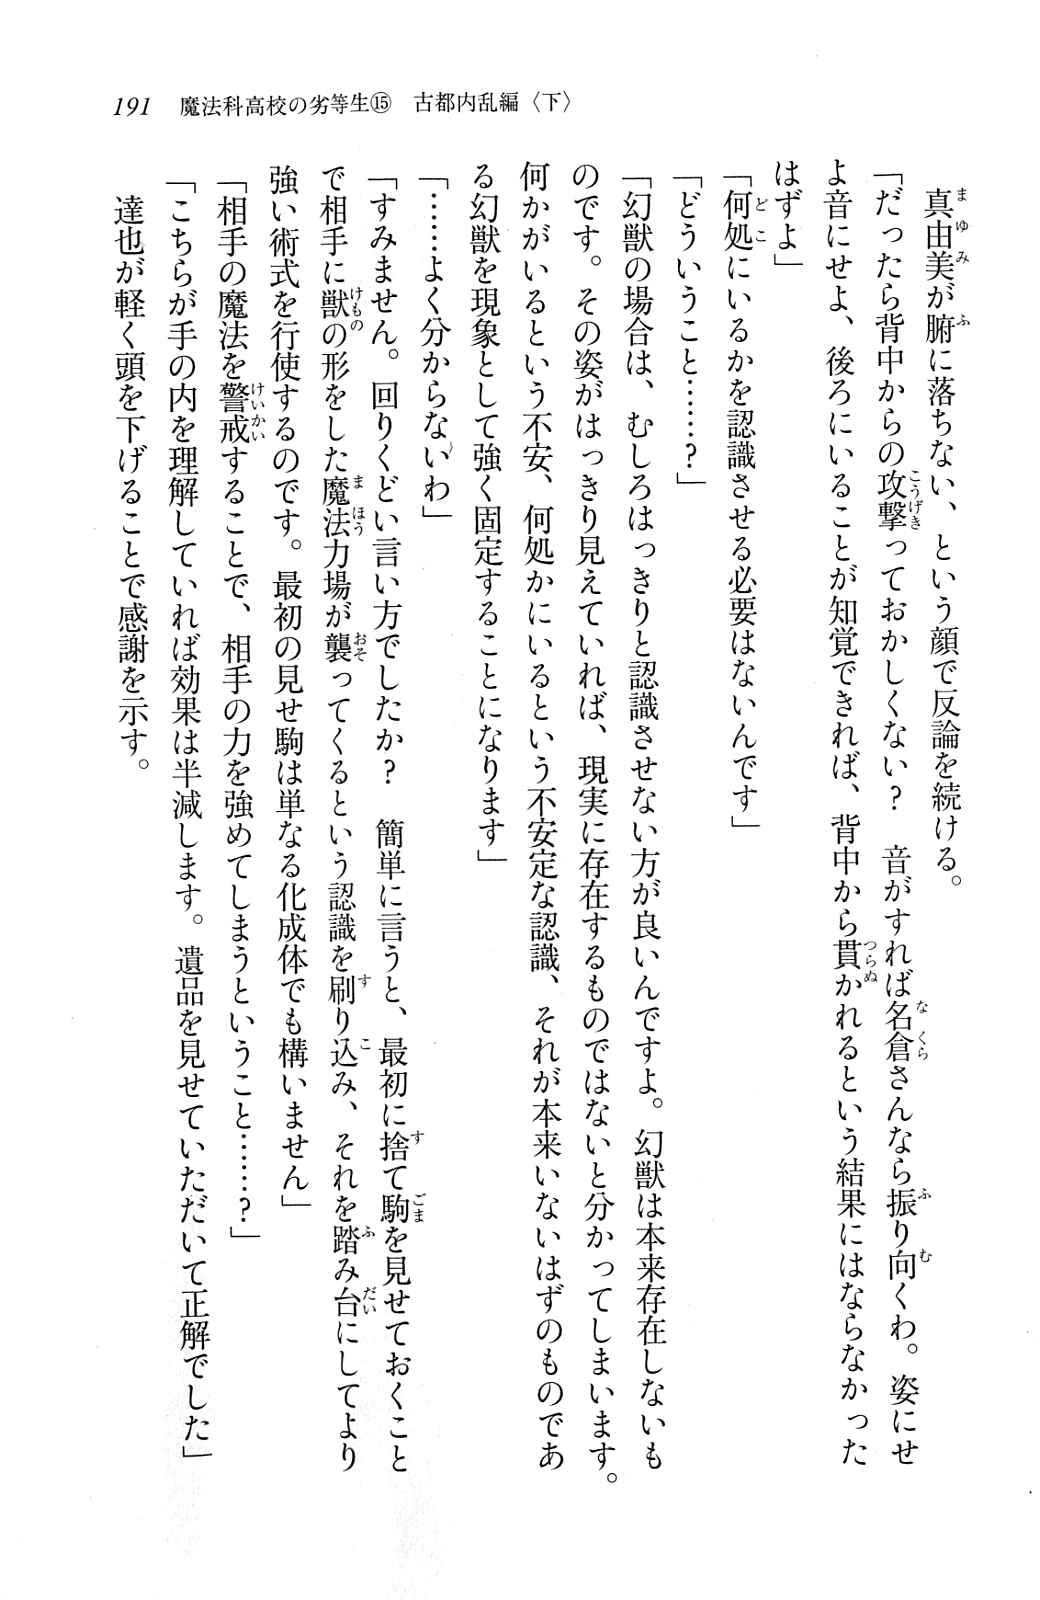 191　魔法科高校の劣等生⑮　古都内乱編〈下〉
　真由美が腑に落ちない、という顔で反論を続ける。
「だったら背中からの攻撃っておかしくない？　音がすれば名倉さんなら振り向くわ。姿にせ
よ音にせよ、後ろにいることが知覚できれば、背中から貫かれるという結果にはならなかった
はずよ」
「何処にいるかを認識させる必要はないんです」
「どういうこと……？」
「幻獣の場合は、むしろはっきりと認識させない方が良いんですよ。幻獣は本来存在しないも
のです。その姿がはっきり見えていれば、現実に存在するものではないと分かってしまいます。
何かがいるという不安、何処かにいるという不安定な認識、それが本来いないはずのものであ
る幻獣を現象として強く固定することになります」
「……よく分からないわ」
「すみません。回りくどい言い方でしたか？　簡単に言うと、最初に捨て駒を見せておくこと
で相手に獣の形をした魔法力場が襲ってくるという認識を刷り込み、それを踏み台にしてより
強い術式を行使するのです。最初の見せ駒は単なる化成体でも構いません」
「相手の魔法を警戒することで、相手の力を強めてしまうということ……？」
「こちらが手の内を理解していれば効果は半減します。遺品を見せていただいて正解でした」
　達也が軽く頭を下げることで感謝を示す。